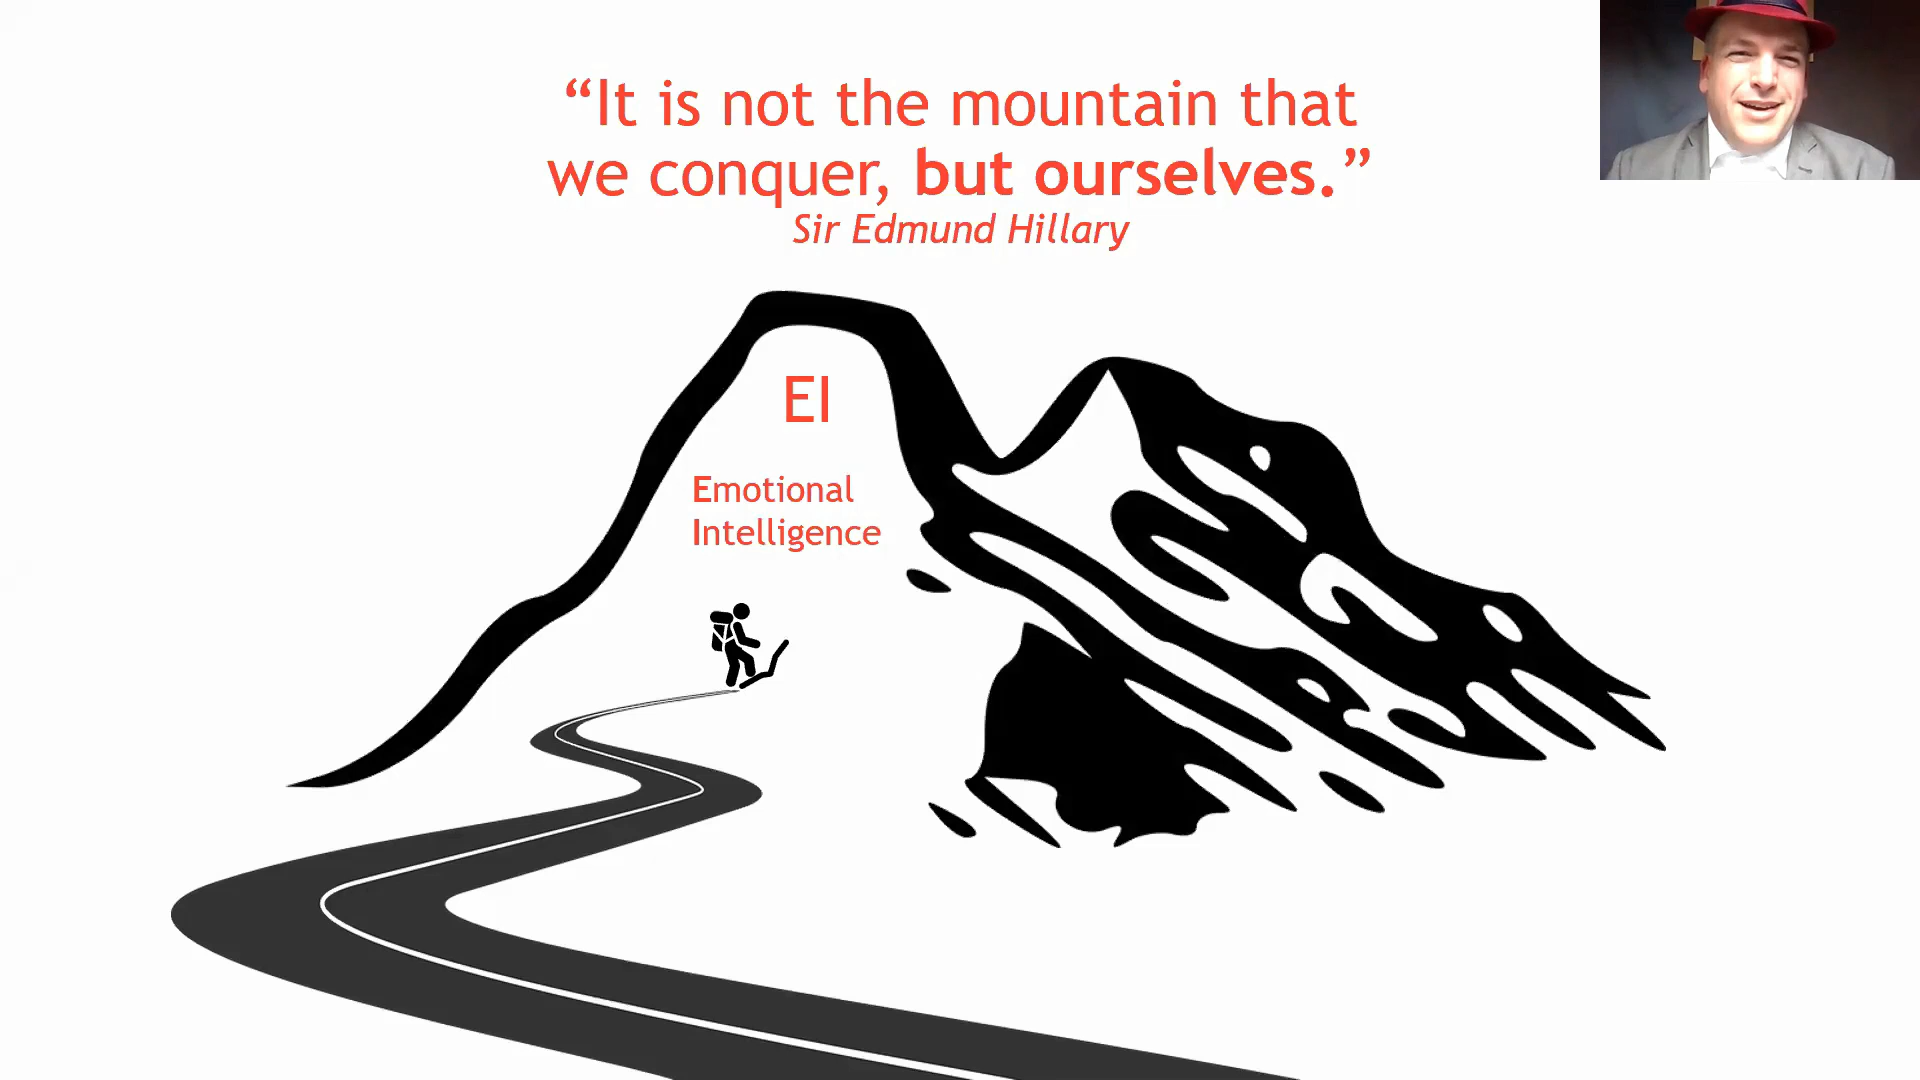 “It is not the mountain that
we conquer, but ourselves.”
Sir Edmund Hillary
EI
Emotional
Intelligence